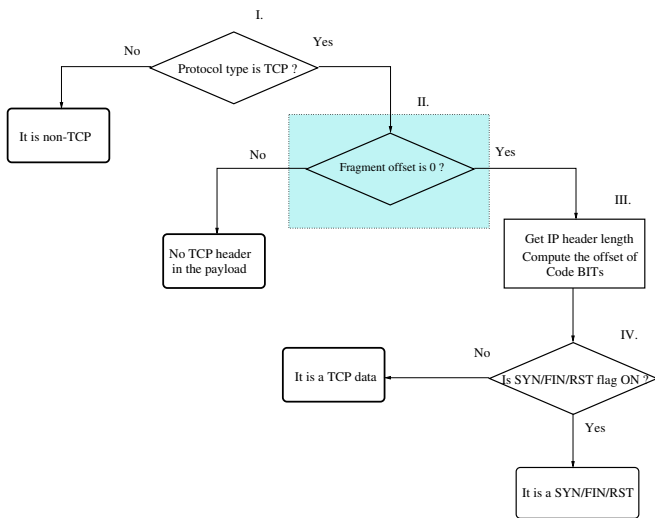 I.
No
Yes
Protocol type is TCP ?
It is non-TCP
II.
No
Fragment offset is 0 ?
Yes
III.
No TCP header
in the payload
Get IP header length
Compute the offset of
Code BITs
IV.
No
It is a TCP data
Is SYN/FIN/RST flag ON ?
Yes
It is a SYN/FIN/RST